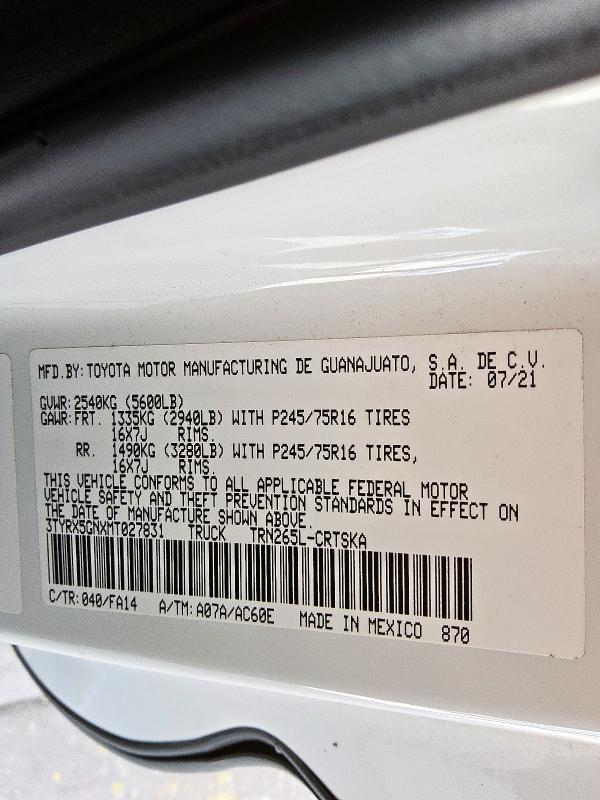 MFD.BY:TOYOTA MOTOR MANUFACTURING DE GUANAJUATO, S.A. DE C.V.
DATE: 07/21
GVWR:2540KG (5600LB)
GAWR:FRT. 1335KG (2940LB) WITH P245/75R16 TIRES
16X7J RIMS.
RR. 1490KG (3280LB) WITH P245/75R16 TIRES,
16X7J RIMS.
THIS VEHICLE CONFORMS TO ALL APPLICABLE FEDERAL MOTOR
VEHICLE SAFETY AND THEFT PREVENTION STANDARDS IN EFFECT ON
THE DATE OF MANUFACTURE SHOWN ABOVE.
3TYRX5GNXMT027831 TRUCK TRN265L-CRTSKA
C/TR:040/FA14 A/TM:A07A/AC60E MADE IN MEXICO 870